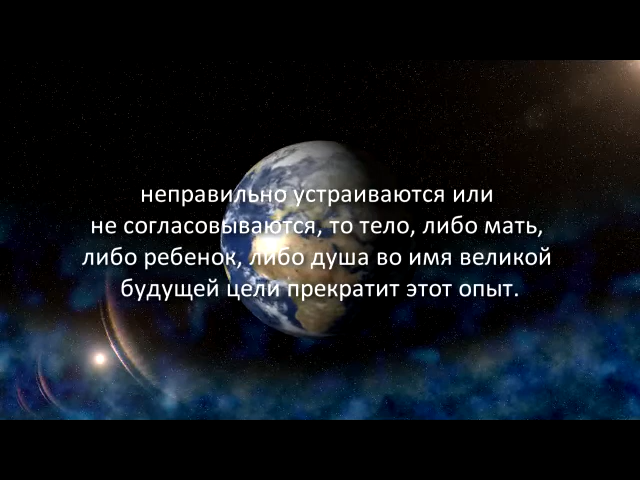 неправильно устраиваются или
не согласовываются, то тело, либо мать,
либо ребенок, либо душа во имя великой
будущей цели прекратит этот опыт.